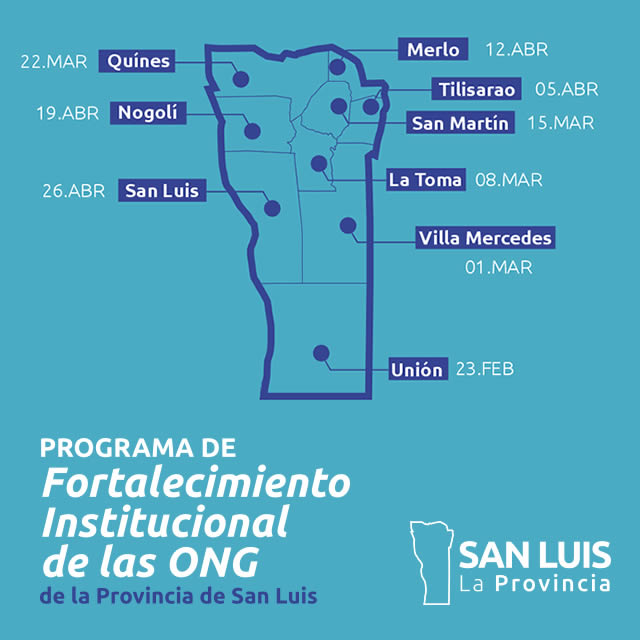 Merlo 12.ABR
22.MAR Quínes
Tilisarao 05.ABR
19.ABR Nogolí
San Martín 15.MAR
La Toma 08.MAR
26.ABR San Luis
Villa Mercedes
01.MAR
Unión 23.FEB
PROGRAMA DE
Fortalecimiento
Institucional
de las ONG
de la Provincia de San Luis
SAN LUIS
La Provincia